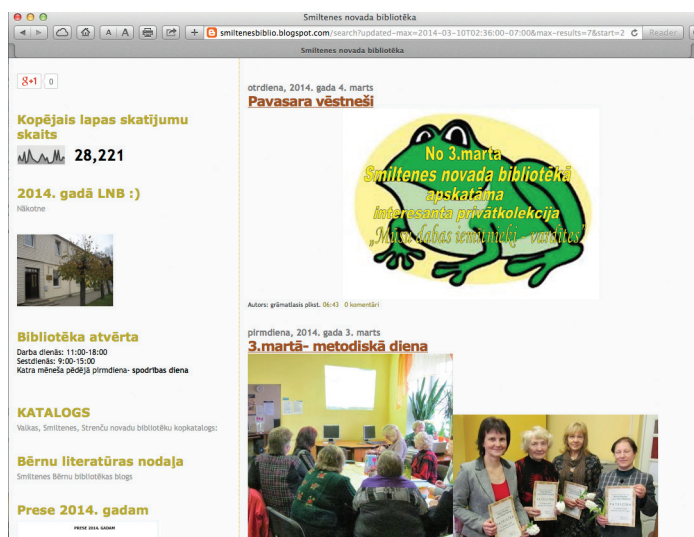 Smiltenes novada bibliotēka
A A
smiltenesbiblio.blogspot.com/search?updated-max=2014-03-10T02:36:00-07:00&max-results=7&start=2
Reader
Smiltenes novada bibliotēka
g+1 0
Kopējais lapas skatījumu
skaits
28,221
2014. gadā LNB :)
Nākotne
Bibliotēka atvērta
Darba dienās: 11:00-18:00
Sestdienās: 9:00-15:00
Katra mēneša pēdējā pirmdiena- spodrības diena
KATALOGS
Valkas, Smiltenes, Strenču novadu bibliotēku kopkatalogs:
Bērnu literatūras nodaļa
Smiltenes Bērnu bibliotēkas blogs
Prese 2014. gadam
PRESE 2014. GADAM
otrdiena, 2014. gada 4. marts
Pavasara vēstneši
No 3.marta
Smiltenes novada bibliotēkā
apskatāma
interesanta privātkolekcija
„Mūsu dabas iemītnieki - vardītes”
Autors: grāmatlasis plkst. 06:43 0 komentāri
pirmdiena, 2014. gada 3. marts
3.martā- metodiskā diena